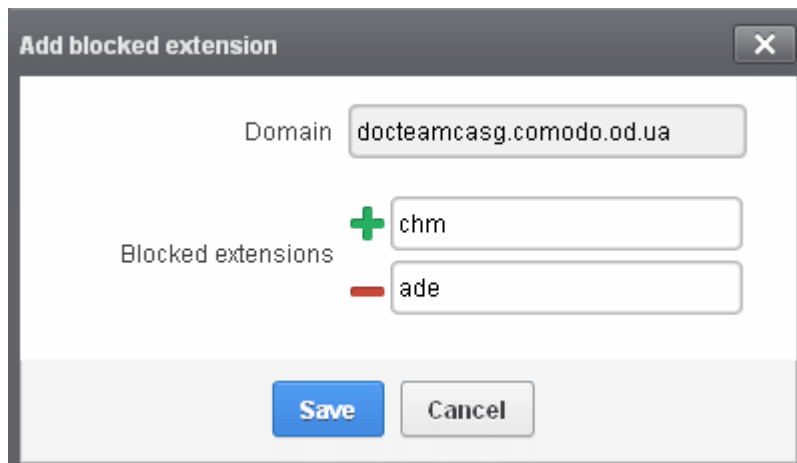 Add blocked extension
Domain
docteamcasg.comodo.od.ua
chm
Blocked extensions
ade
Save
Cancel